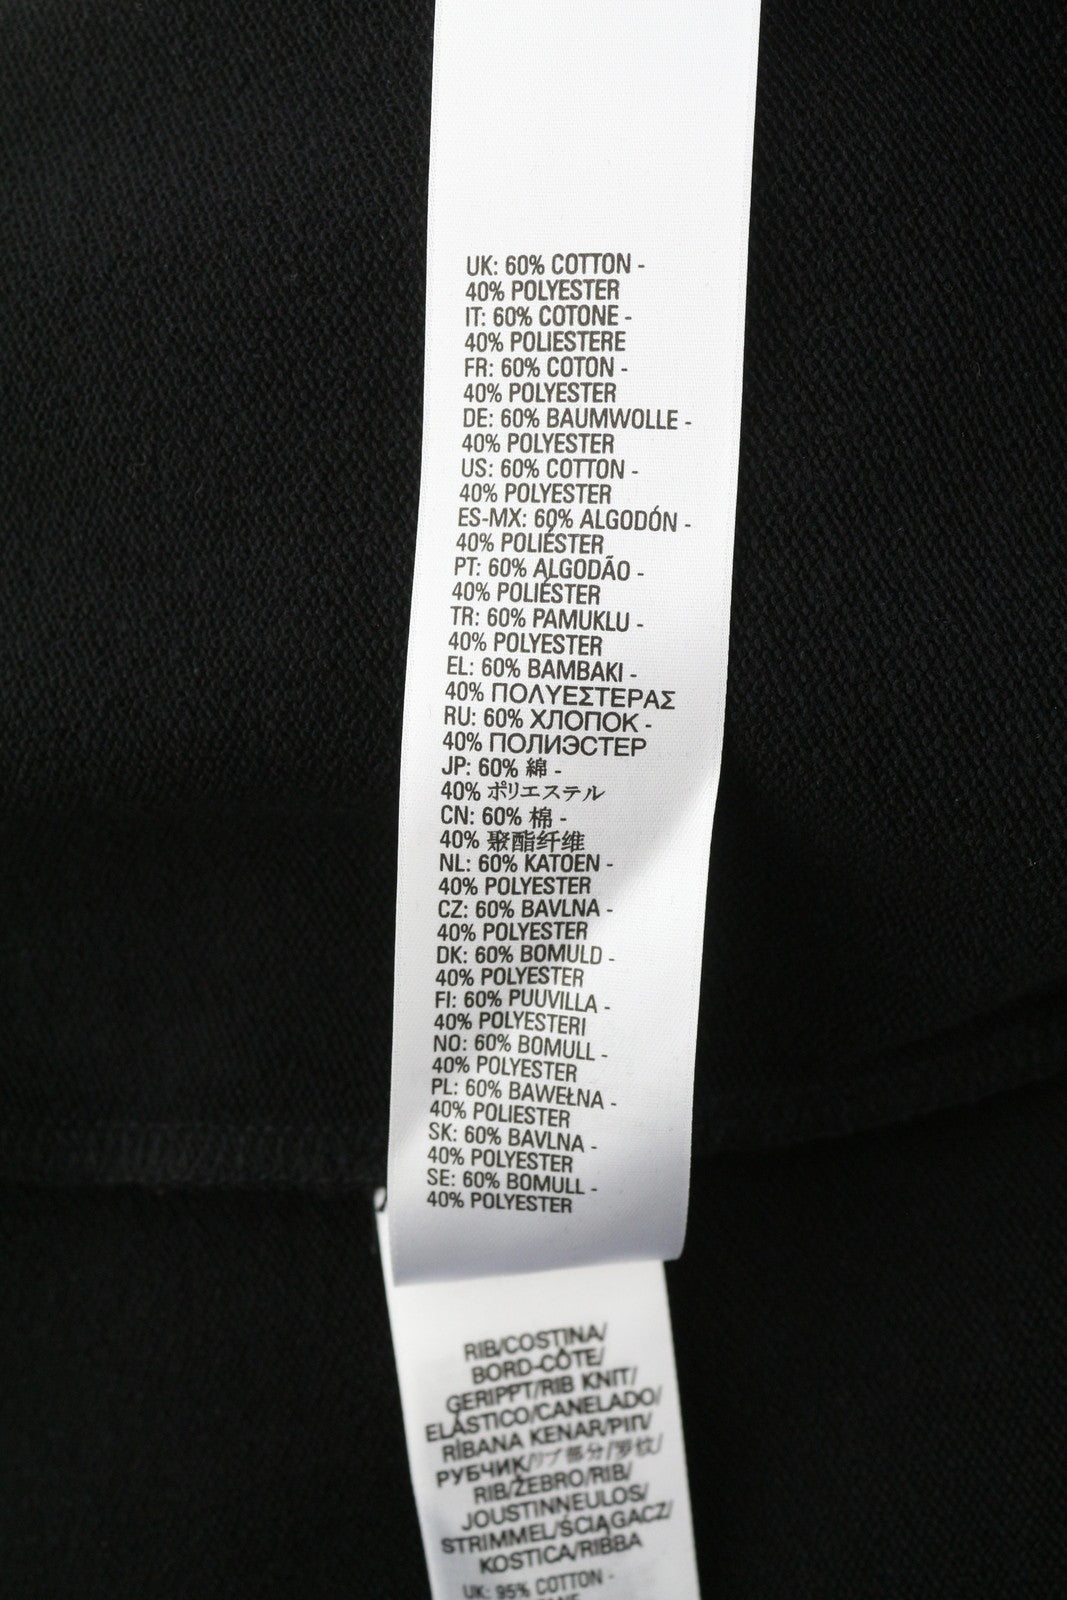 UK: 60% COTTON -
40% POLYESTER
IT: 60% COTONE -
40% POLIESTERE
FR: 60% COTON -
40% POLYESTER
DE: 60% BAUMWOLLE -
40% POLYESTER
US: 60% COTTON -
40% POLYESTER
ES-MX: 60% ALGODÓN -
40% POLIÉSTER
PT: 60% ALGODÃO -
40% POLIÉSTER
TR: 60% PAMUKLU -
40% POLYESTER
EL: 60% BAMBAKI -
40% ΠΟΛΥΕΣΤΕΡΑΣ
RU: 60% ХЛОПОК -
40% ПОЛИЭСТЕР
JP: 60% 綿 -
40% ポリエステル
CN: 60% 棉 -
40% 聚酯纤维
NL: 60% KATOEN -
40% POLYESTER
CZ: 60% BAVLNA -
40% POLYESTER
DK: 60% BOMULD -
40% POLYESTER
FI: 60% PUUVILLA -
40% POLYESTERI
NO: 60% BOMULL -
40% POLYESTER
PL: 60% BAWEŁNA -
40% POLIESTER
SK: 60% BAVLNA -
40% POLYESTER
SE: 60% BOMULL -
40% POLYESTER
RIB/COSTINA/
BORD-CÔTE/
GERIPPT/RIB KNIT/
ELÁSTICO/CANELADO/
RİBANA KENAR/ΡΙΠ/
РУБЧИК/リブ部分/罗纹/
RIB/ŽEBRO/RIB/
JOUSTINNEULOS/
STRIMMEL/ŚCIĄGACZ/
KOSTICA/RIBBA
UK: 95% COTTON -